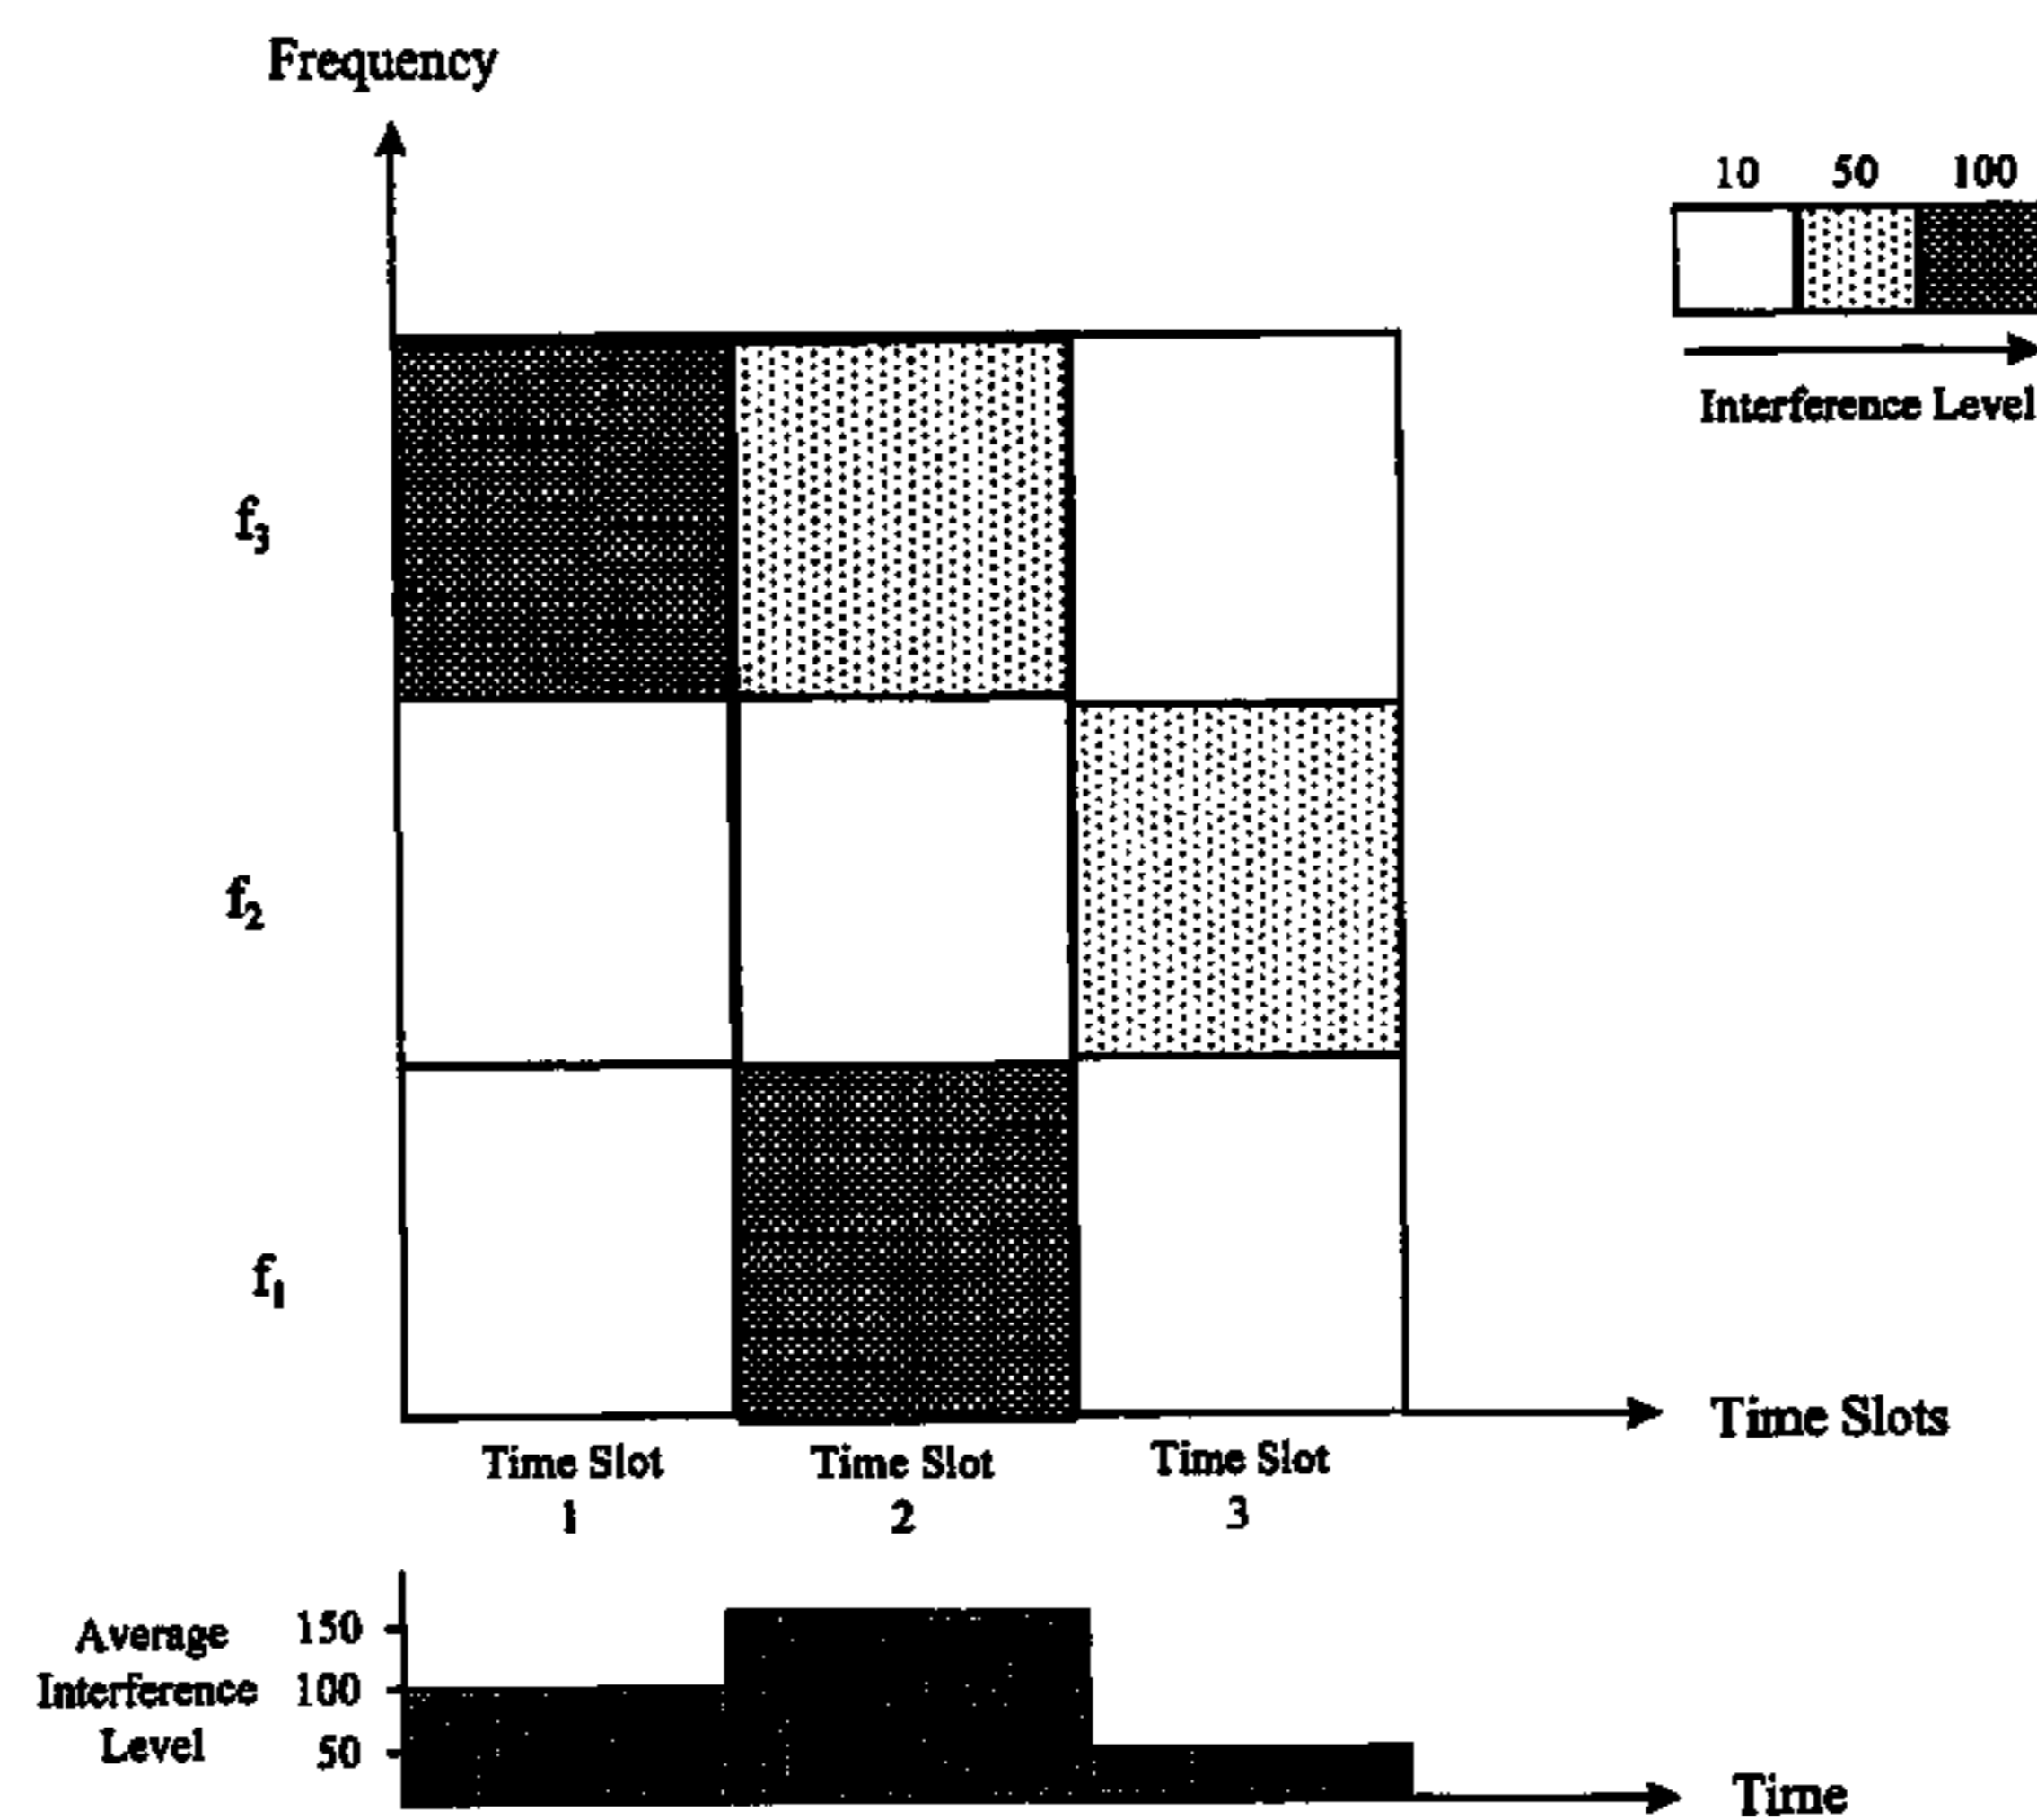 Frequency
10 50 100
Interference Level
f3
f2
f1
Time Slots
Time Slot
1
Time Slot
2
Time Slot
3
Average
Interference
Level
150
100
50
Time